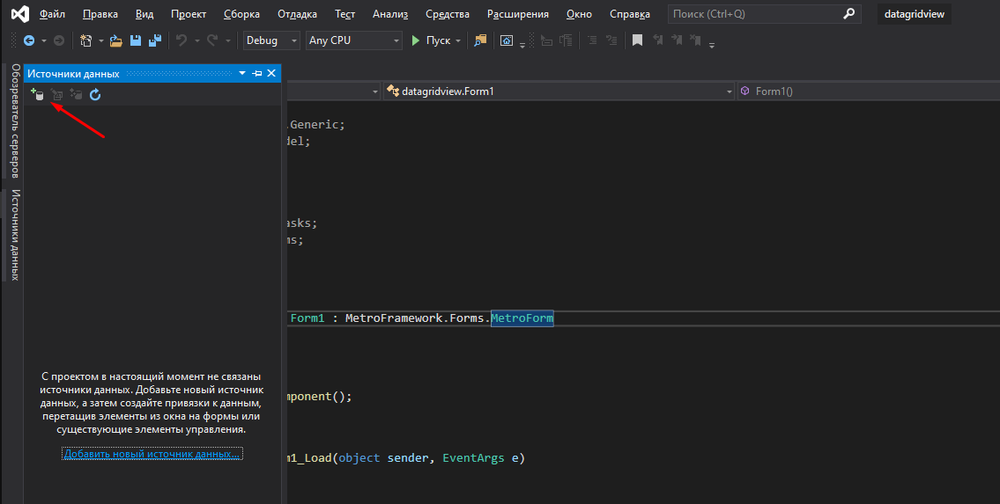 Файл Правка Вид Проект Сборка Отладка Тест Анализ Средства Расширения Окно Справка Поиск (Ctrl+Q) datagridview
Debug Any CPU Пуск
Обозреватель серверов
Источники данных
Источники данных
datagridview.Form1 Form1()
.Generic;
del;
asks;
ms;
Form1 : MetroFramework.Forms.MetroForm
С проектом в настоящий момент не связаны
источники данных. Добавьте новый источник
данных, а затем создайте привязки к данным,
перетащив элементы из окна на формы или
существующие элементы управления.
Добавить новый источник данных...
mponent();
m1_Load(object sender, EventArgs e)